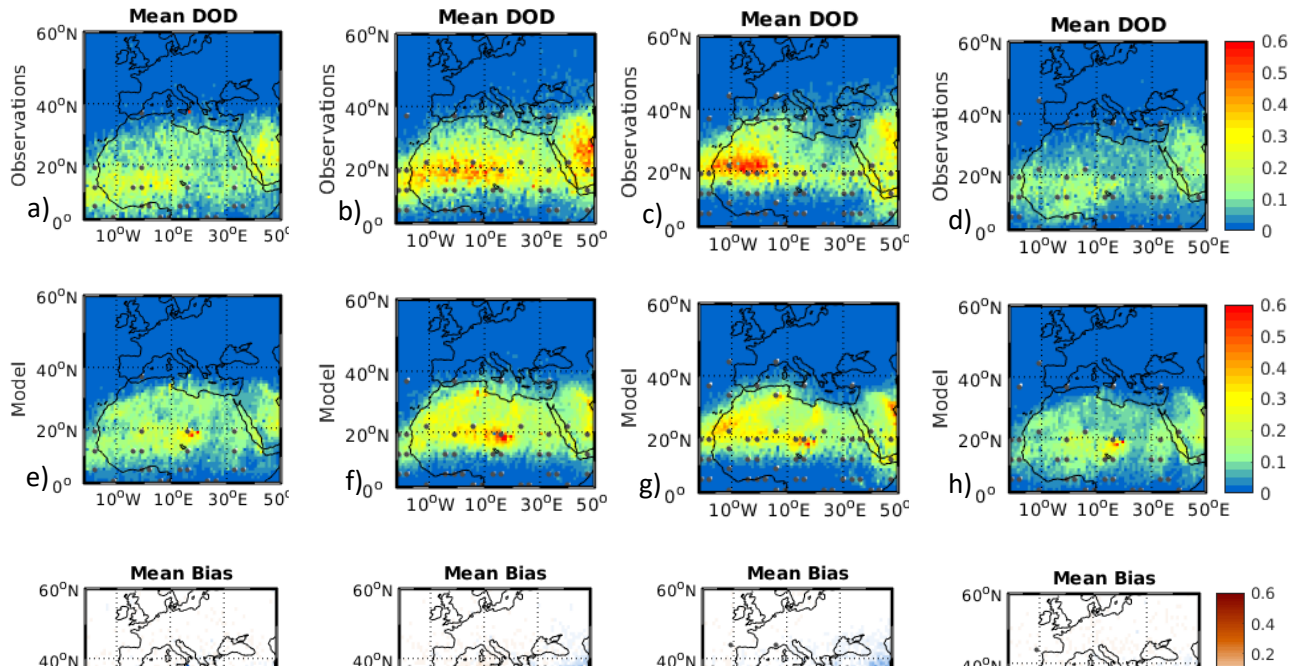 Mean DOD Mean DOD Mean DOD Mean DOD
60°N 60°N 60°N 60°N 0.6
0.5
40°N 40°N 40°N 40°N 0.4
Observations Observations Observations Observations 0.3
20°N 20°N 20°N 20°N 0.2
0.1
a) 0° b) 0° c) 0° d) 0° 0
10°W 10°E 30°E 50° 10°W 10°E 30°E 50° 10°W 10°E 30°E 50° 10°W 10°E 30°E 50°E
60°N 60°N 60°N 60°N 0.6
0.5
40°N 40°N 40°N 40°N 0.4
Model Model Model Model 0.3
20°N 20°N 20°N 20°N 0.2
0.1
e) 0° f) 0° g) 0° h) 0° 0
10°W 10°E 30°E 50° 10°W 10°E 30°E 50° 10°W 10°E 30°E 50° 10°W 10°E 30°E 50°E
Mean Bias Mean Bias Mean Bias Mean Bias
60°N 60°N 60°N 60°N 0.6
0.4
0.2
40°N 40°N 40°N 40°N